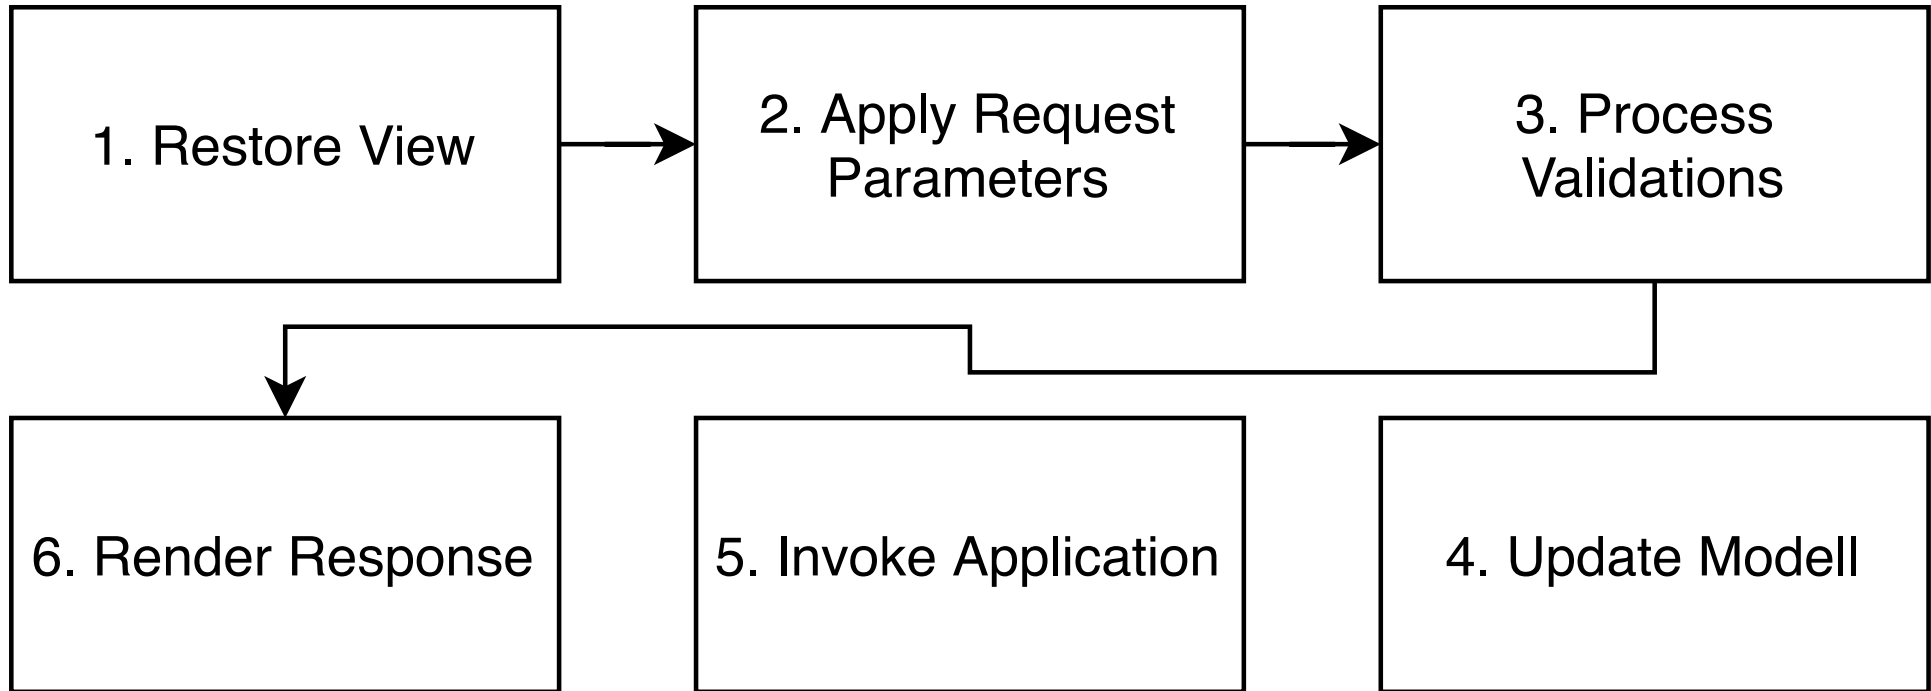 1. Restore View
2. Apply Request
Parameters
3. Process
Validations
6. Render Response
5. Invoke Application
4. Update Modell